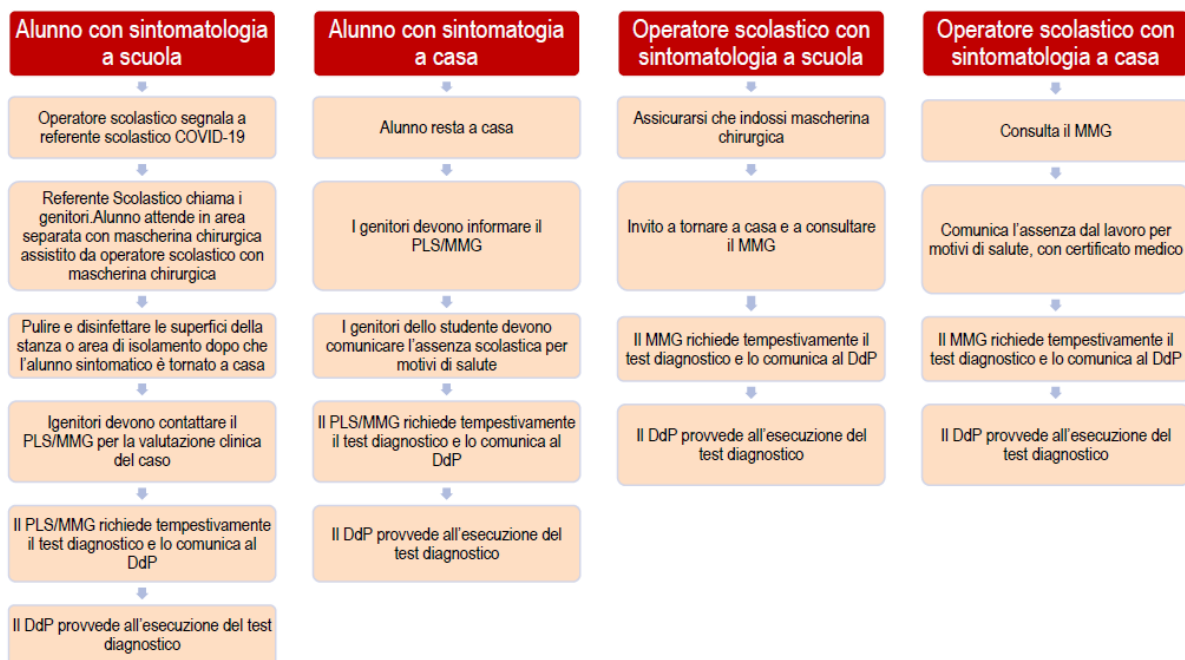 Alunno con sintomatologia
a scuola
Operatore scolastico segnala a
referente scolastico COVID-19
Referente Scolastico chiama i
genitori.Alunno attende in area
separata con mascherina chirurgica
assistito da operatore scolastico con
mascherina chirurgica
Pulire e disinfettare le superfici della
stanza o area di isolamento dopo che
l'alunno sintomatico è tornato a casa
Igenitori devono contattare il
PLS/MMG per la valutazione clinica
del caso
Il PLS/MMG richiede tempestivamente
il test diagnostico e lo comunica al
DdP
Il DdP provvede all'esecuzione del test
diagnostico
Alunno con sintomatogia
a casa
Alunno resta a casa
I genitori devono informare il
PLS/MMG
I genitori dello studente devono
comunicare l'assenza scolastica per
motivi di salute
Il PLS/MMG richiede tempestivamente
il test diagnostico e lo comunica al
DdP
Il DdP provvede all'esecuzione del
test diagnostico
Operatore scolastico con
sintomatologia a scuola
Assicurarsi che indossi mascherina
chirurgica
Invito a tornare a casa e a consultare
il MMG
Il MMG richiede tempestivamente il
test diagnostico e lo comunica al DdP
Il DdP provvede all'esecuzione del
test diagnostico
Operatore scolastico con
sintomatologia a casa
Consulta il MMG
Comunica l'assenza dal lavoro per
motivi di salute, con certificato medico
Il MMG richiede tempestivamente il
test diagnostico e lo comunica al DdP
Il DdP provvede all'esecuzione del
test diagnostico